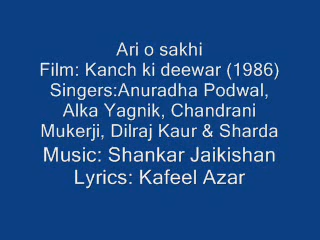 Ari o sakhi
Film: Kanch ki deewar (1986)
Singers:Anuradha Podwal,
Alka Yagnik, Chandrani
Mukerji, Dilraj Kaur & Sharda
Music: Shankar Jaikishan
Lyrics: Kafeel Azar